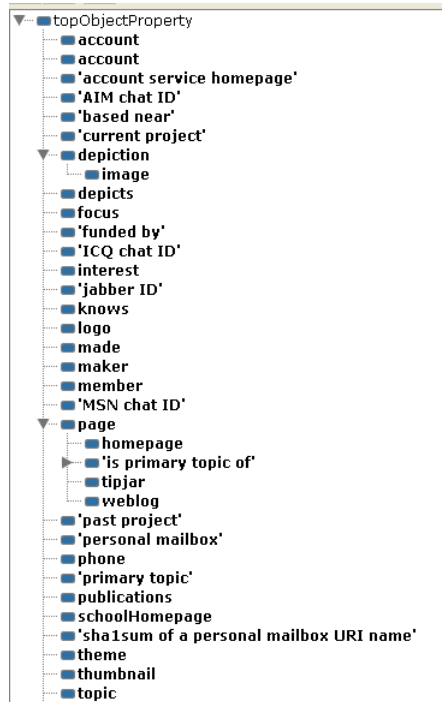 topObjectProperty
account
account
'account service homepage'
'AIM chat ID'
'based near'
'current project'
depiction
image
depicts
focus
'funded by'
'ICQ chat ID'
interest
'jabber ID'
knows
logo
made
maker
member
'MSN chat ID'
page
homepage
'is primary topic of'
tipjar
weblog
'past project'
'personal mailbox'
phone
'primary topic'
publications
schoolHomepage
'sha1sum of a personal mailbox URI name'
theme
thumbnail
topic